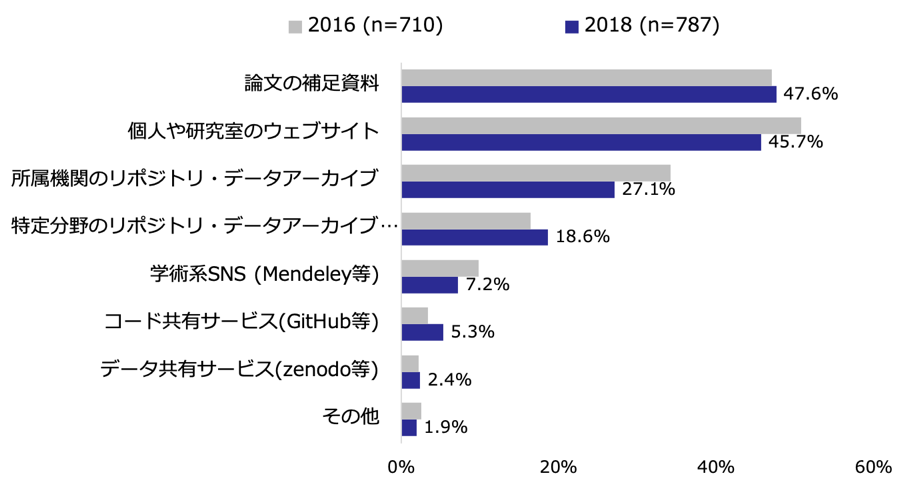 2016 (n=710) 2018 (n=787)
論文の補足資料 47.6%
個人や研究室のウェブサイト 45.7%
所属機関のリポジトリ・データアーカイブ 27.1%
特定分野のリポジトリ・データアーカイブ… 18.6%
学術系SNS (Mendeley等) 7.2%
コード共有サービス(GitHub等) 5.3%
データ共有サービス(zenodo等) 2.4%
その他 1.9%
0% 20% 40% 60%